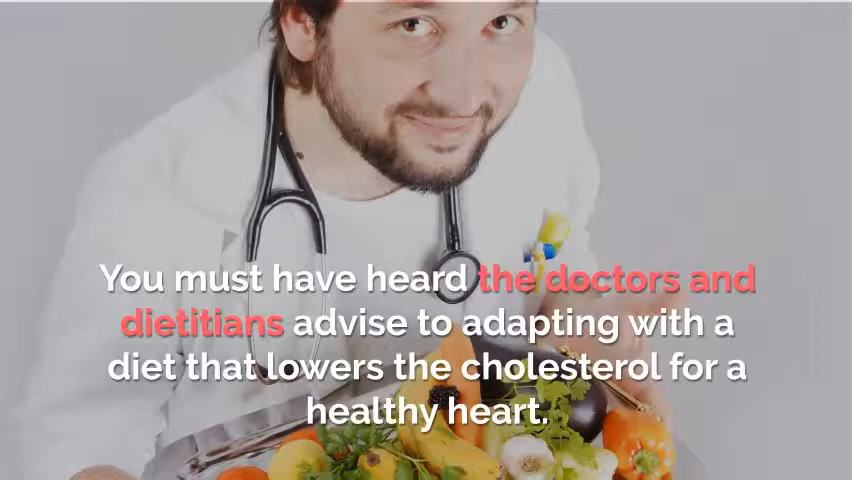 You must have heard the doctors and
dietitians advise to adapting with a
diet that lowers the cholesterol for a
healthy heart.